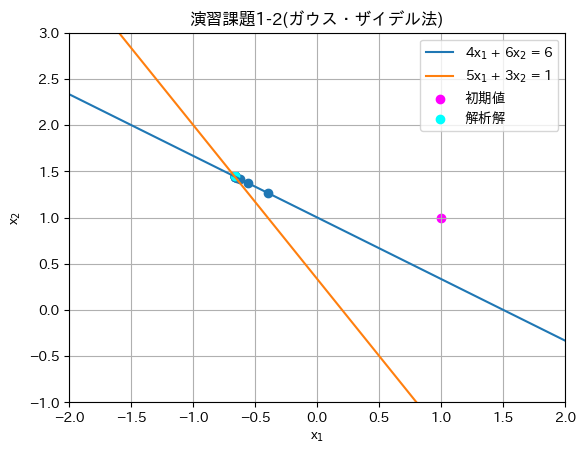 演習課題1-2(ガウス・ザイデル法)
3.0
2.5
2.0
1.5
1.0
0.5
0.0
−0.5
−1.0
x₂
4x₁ + 6x₂ = 6
5x₁ + 3x₂ = 1
初期値
解析解
−2.0 −1.5 −1.0 −0.5 0.0 0.5 1.0 1.5 2.0
x₁